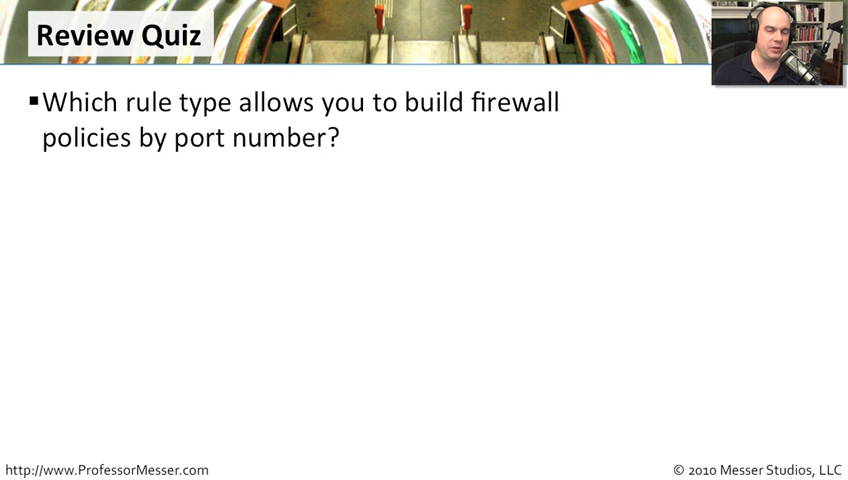 Review Quiz
▪Which rule type allows you to build firewall
policies by port number?
http://www.ProfessorMesser.com
© 2010 Messer Studios, LLC